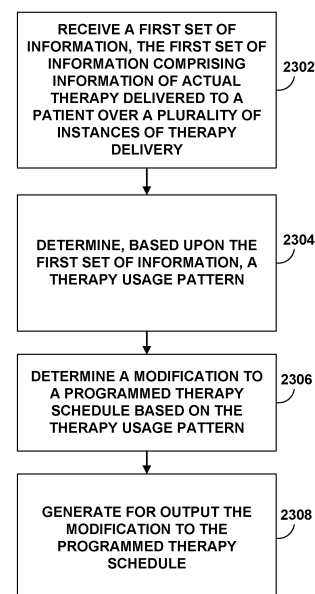 RECEIVE A FIRST SET OF
INFORMATION, THE FIRST SET OF
INFORMATION COMPRISING
INFORMATION OF ACTUAL
THERAPY DELIVERED TO A
PATIENT OVER A PLURALITY OF
INSTANCES OF THERAPY
DELIVERY
2302
DETERMINE, BASED UPON THE
FIRST SET OF INFORMATION, A
THERAPY USAGE PATTERN
2304
DETERMINE A MODIFICATION TO
A PROGRAMMED THERAPY
SCHEDULE BASED ON THE
THERAPY USAGE PATTERN
2306
GENERATE FOR OUTPUT THE
MODIFICATION TO THE
PROGRAMMED THERAPY
SCHEDULE
2308